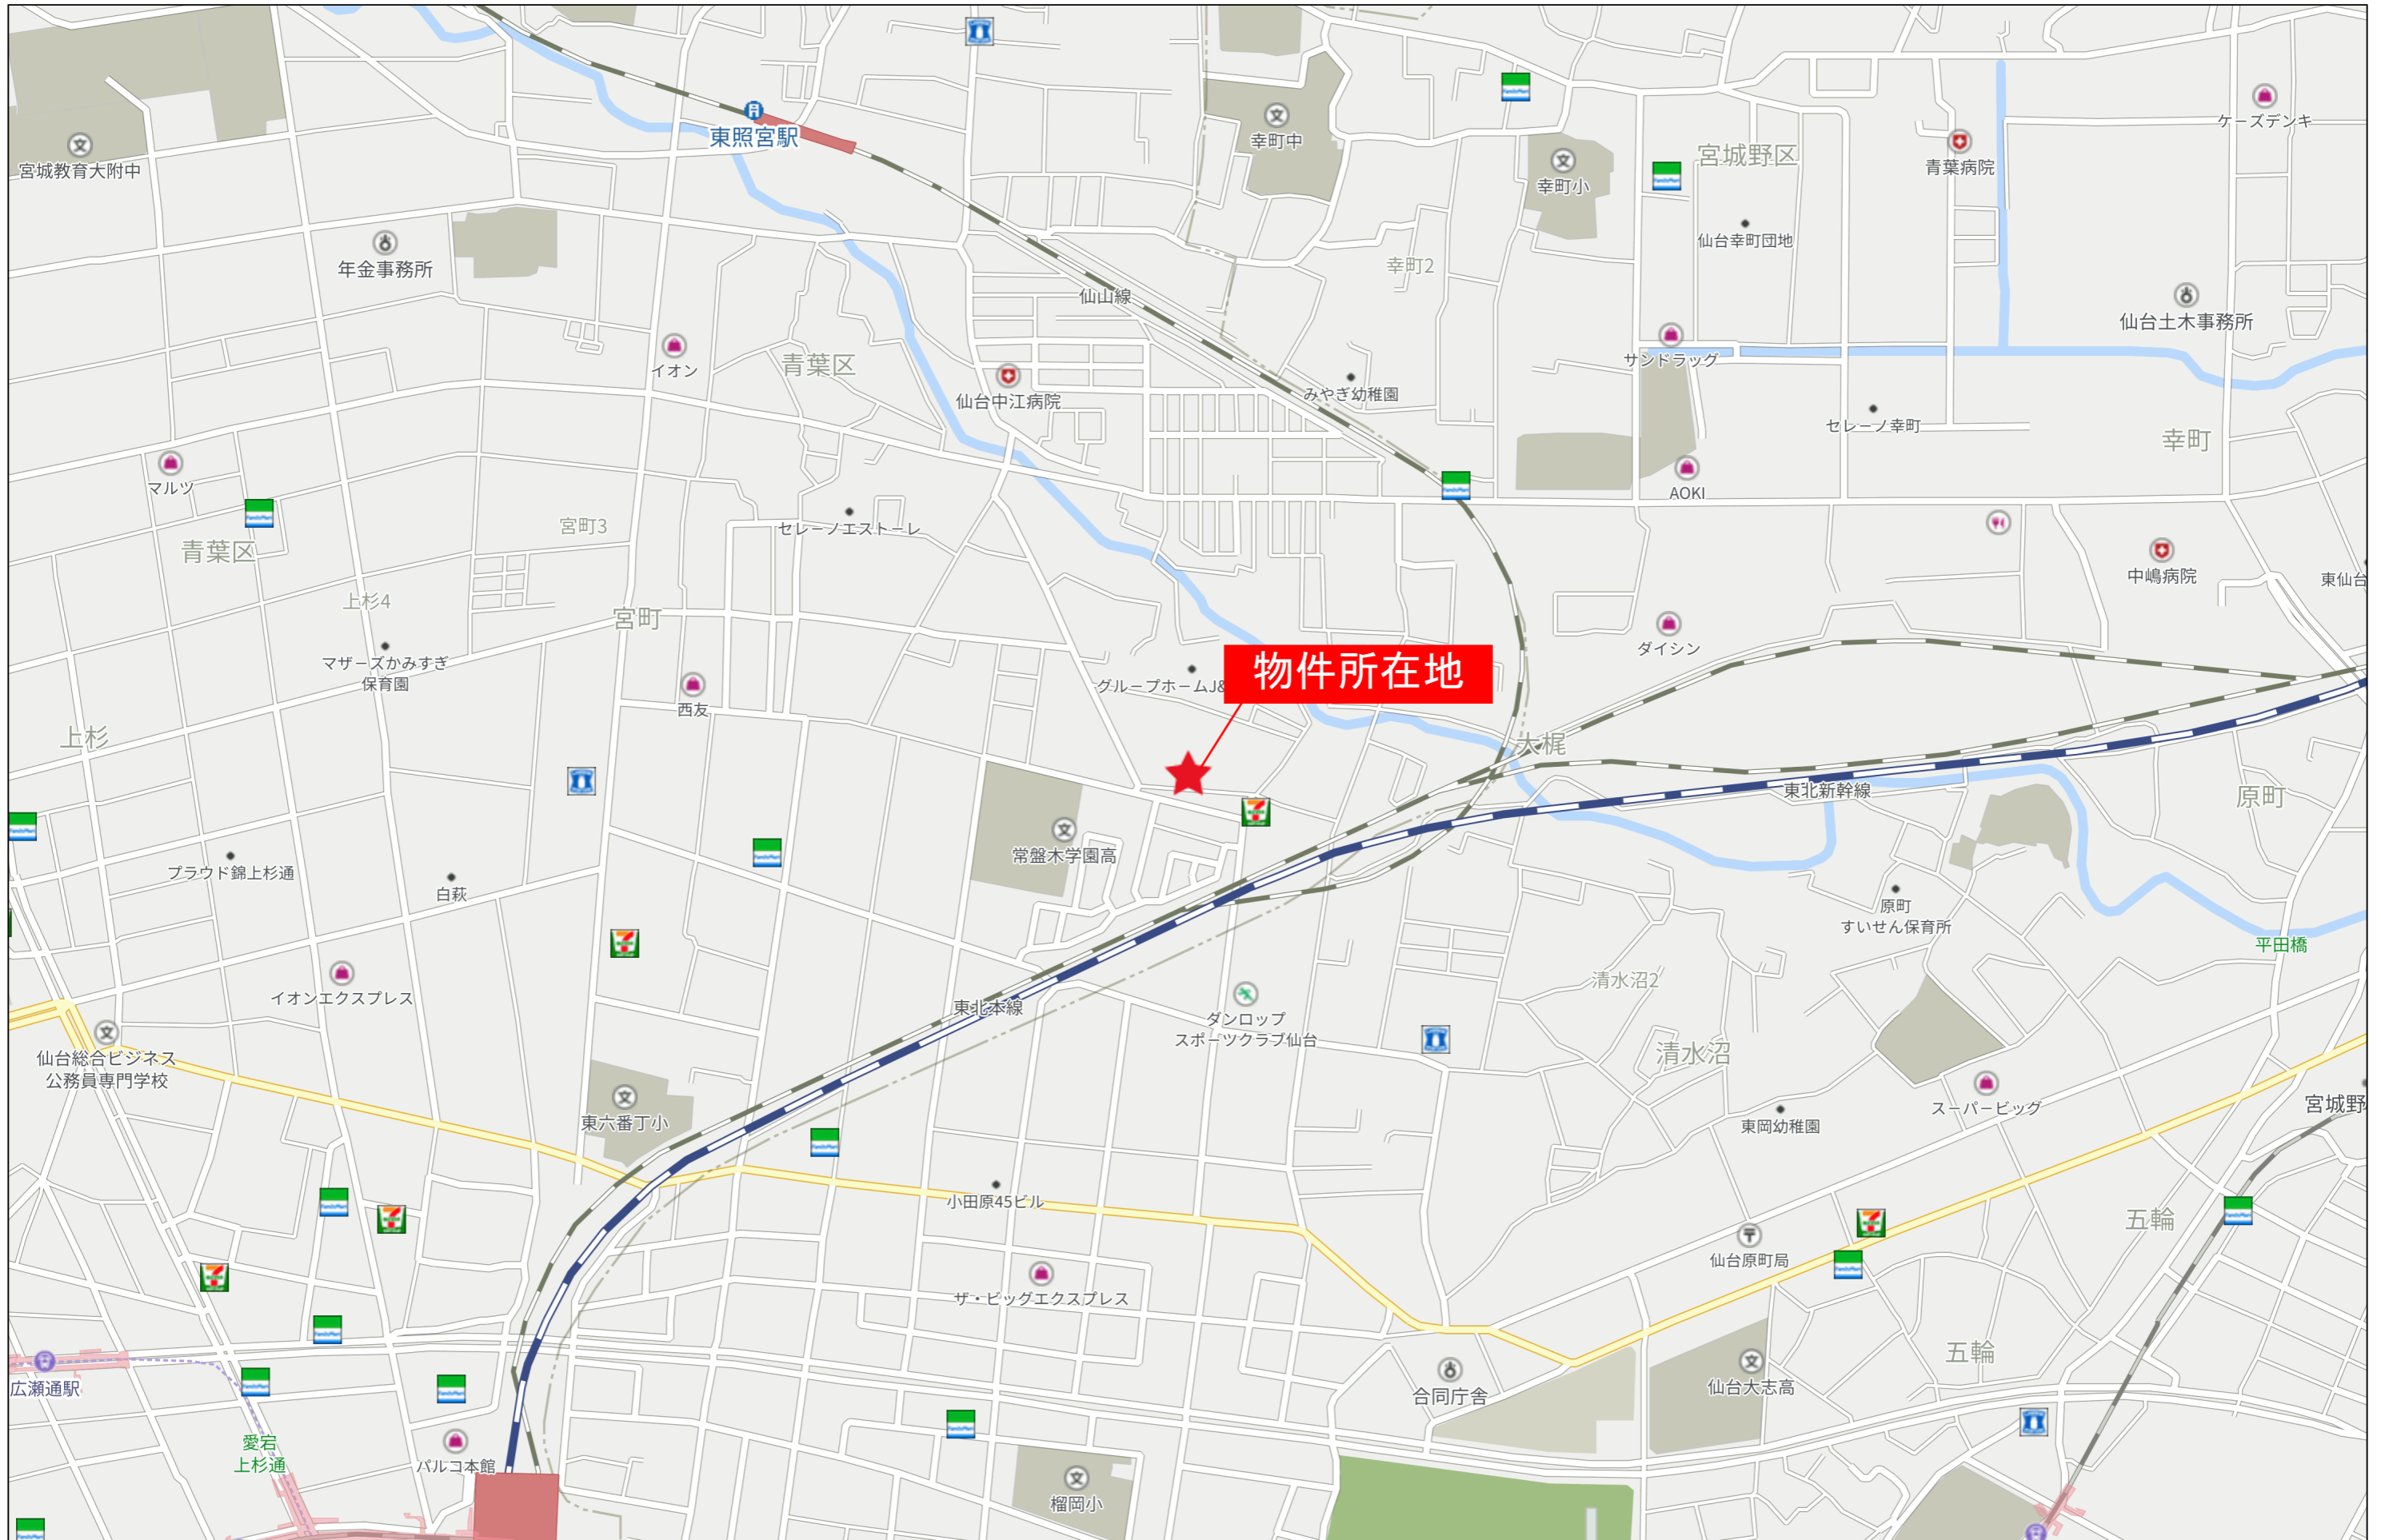 東照宮駅
幸町中
ケーズデンキ
宮城教育大附中
宮城野区
青葉病院
幸町小
年金事務所
仙台幸町団地
幸町2
仙山線
仙台土木事務所
イオン
青葉区
サンドラッグ
仙台中江病院
みやぎ幼稚園
セレーノ幸町
幸町
マルツ
AOKI
宮町3
セレーノエストーレ
青葉区
中嶋病院
東仙台
上杉4
宮町
ダイシン
マザーズかみすぎ
保育園
物件所在地
グループホームJ&
西友
上杉
大梶
東北新幹線
原町
常盤木学園高
プラウド錦上杉通
白萩
原町
すいせん保育所
平田橋
清水沼2
イオンエクスプレス
東北本線
ダンロップ
スポーツクラブ仙台
仙台総合ビジネス
公務員専門学校
清水沼
東六番丁小
スーパービッグ
宮城野
東岡幼稚園
小田原45ビル
五輪
仙台原町局
ザ・ビッグエクスプレス
五輪
広瀬通駅
仙台大志高
合同庁舎
愛宕
上杉通
パルコ本館
榴岡小